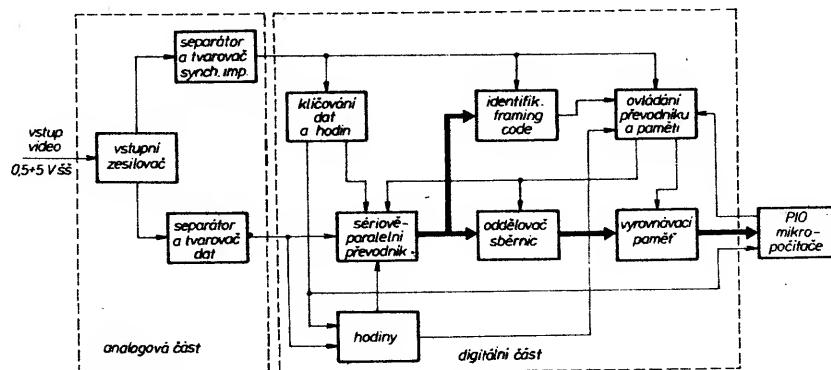 separátor
a tvarovač
synch. imp.
klíčování
dat
a hodin
identifik.
framing
code
ovládání
převodníku
a paměti
vstup
video
0,5÷5 V šš
vstupní
zesilovač
separátor
a tvarovač
dat
sériově-
paralelní
převodník
oddělovač
sběrnic
vyrovnávací
paměť
PIO
mikro-
počítače
hodiny
analogová část
digitální část